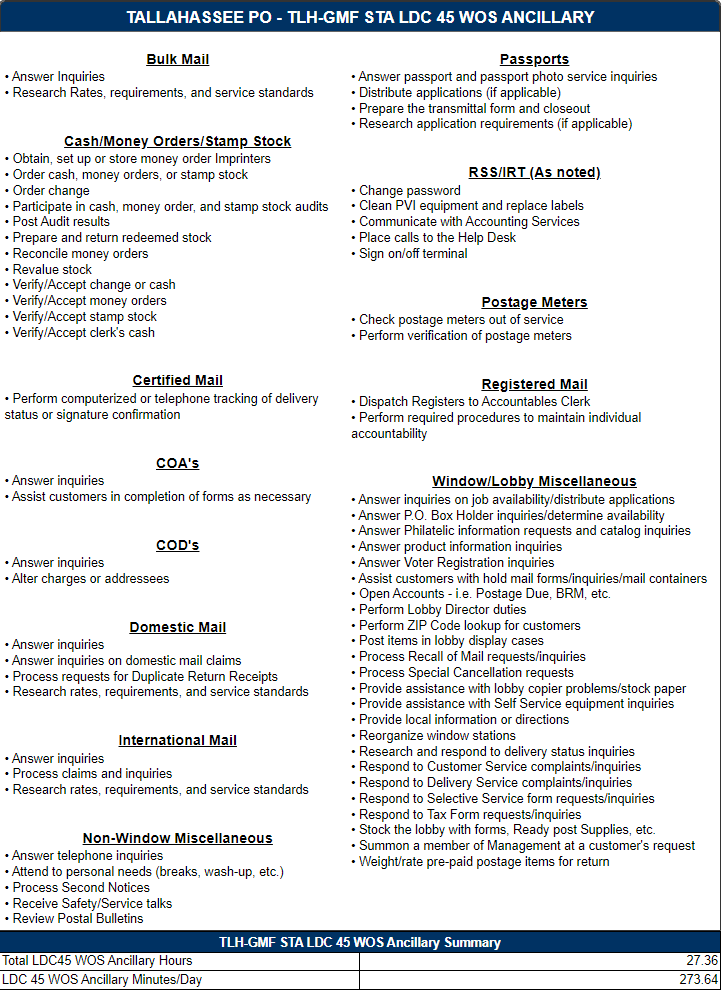 TALLAHASSEE PO - TLH-GMF STA LDC 45 WOS ANCILLARY
Bulk Mail
• Answer Inquiries
• Research Rates, requirements, and service standards
Cash/Money Orders/Stamp Stock
• Obtain, set up or store money order Imprinters
• Order cash, money orders, or stamp stock
• Order change
• Participate in cash, money order, and stamp stock audits
• Post Audit results
• Prepare and return redeemed stock
• Reconcile money orders
• Revalue stock
• Verify/Accept change or cash
• Verify/Accept money orders
• Verify/Accept stamp stock
• Verify/Accept clerk's cash
Certified Mail
• Perform computerized or telephone tracking of delivery
status or signature confirmation
COA's
• Answer inquiries
• Assist customers in completion of forms as necessary
COD's
• Answer inquiries
• Alter charges or addressees
Domestic Mail
• Answer inquiries
• Answer inquiries on domestic mail claims
• Process requests for Duplicate Return Receipts
• Research rates, requirements, and service standards
International Mail
• Answer inquiries
• Process claims and inquiries
• Research rates, requirements, and service standards
Non-Window Miscellaneous
• Answer telephone inquiries
• Attend to personal needs (breaks, wash-up, etc.)
• Process Second Notices
• Receive Safety/Service talks
• Review Postal Bulletins
Passports
• Answer passport and passport photo service inquiries
• Distribute applications (if applicable)
• Prepare the transmittal form and closeout
• Research application requirements (if applicable)
RSS/IRT (As noted)
• Change password
• Clean PVI equipment and replace labels
• Communicate with Accounting Services
• Place calls to the Help Desk
• Sign on/off terminal
Postage Meters
• Check postage meters out of service
• Perform verification of postage meters
Registered Mail
• Dispatch Registers to Accountables Clerk
• Perform required procedures to maintain individual
accountability
Window/Lobby Miscellaneous
• Answer inquiries on job availability/distribute applications
• Answer P.O. Box Holder inquiries/determine availability
• Answer Philatelic information requests and catalog inquiries
• Answer product information inquiries
• Answer Voter Registration inquiries
• Assist customers with hold mail forms/inquiries/mail containers
• Open Accounts - i.e. Postage Due, BRM, etc.
• Perform Lobby Director duties
• Perform ZIP Code lookup for customers
• Post items in lobby display cases
• Process Recall of Mail requests/inquiries
• Process Special Cancellation requests
• Provide assistance with lobby copier problems/stock paper
• Provide assistance with Self Service equipment inquiries
• Provide local information or directions
• Reorganize window stations
• Research and respond to delivery status inquiries
• Respond to Customer Service complaints/inquiries
• Respond to Delivery Service complaints/inquiries
• Respond to Selective Service form requests/inquiries
• Respond to Tax Form requests/inquiries
• Stock the lobby with forms, Ready post Supplies, etc.
• Summon a member of Management at a customer's request
• Weight/rate pre-paid postage items for return
TLH-GMF STA LDC 45 WOS Ancillary Summary
Total LDC45 WOS Ancillary Hours 27.36
LDC 45 WOS Ancillary Minutes/Day 273.64